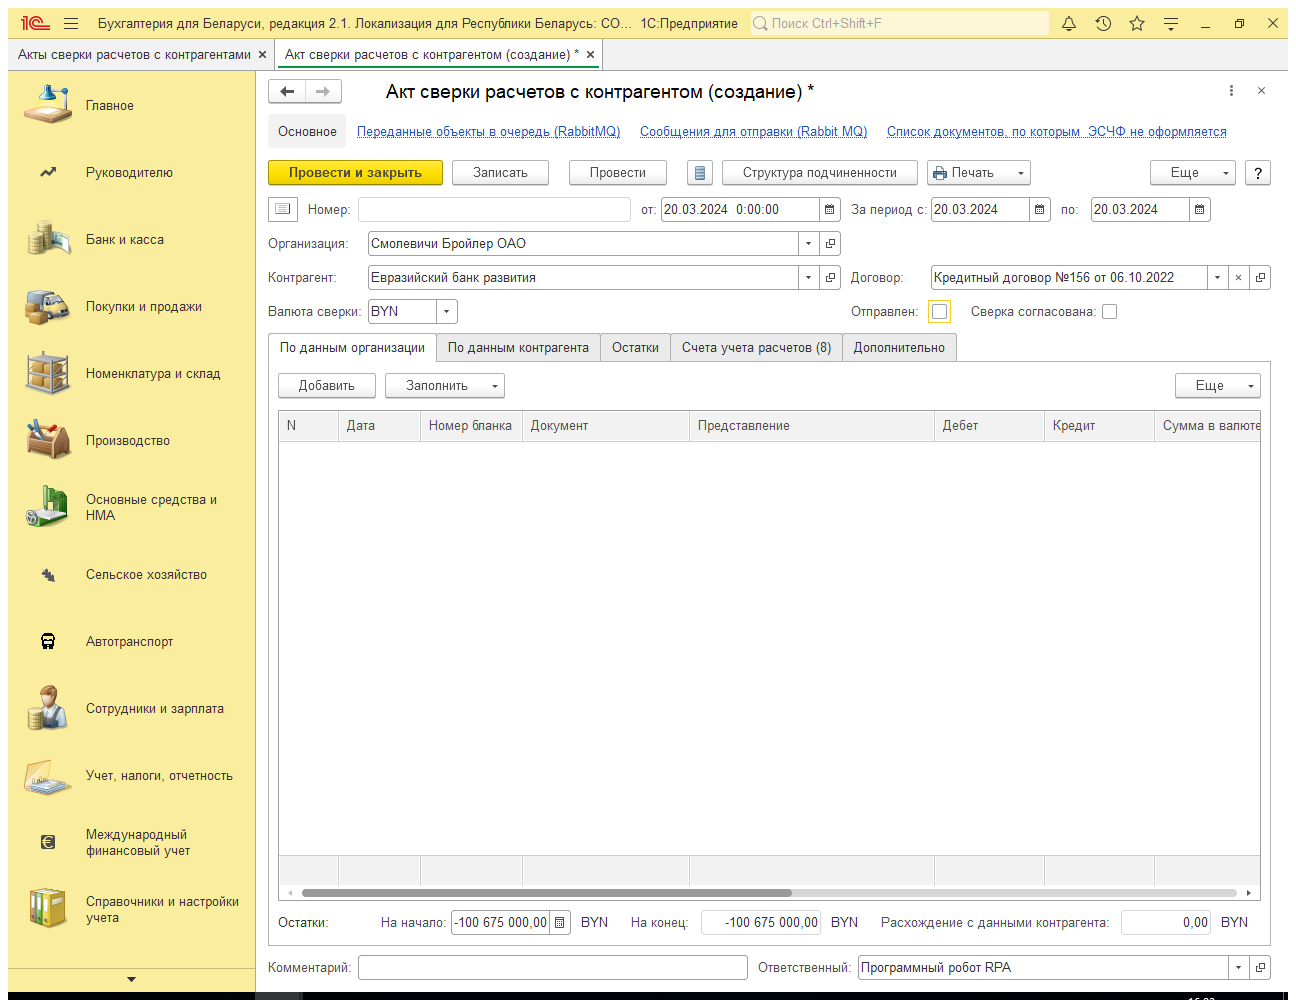 1С Бухгалтерия для Беларуси, редакция 2.1. Локализация для Республики Беларусь: СО... 1С:Предприятие Поиск Ctrl+Shift+F
Акты сверки расчетов с контрагентами × Акт сверки расчетов с контрагентом (создание) * ×
Главное
Руководителю
Банк и касса
Покупки и продажи
Номенклатура и склад
Производство
Основные средства и
НМА
Сельское хозяйство
Автотранспорт
Сотрудники и зарплата
Учет, налоги, отчетность
Международный
финансовый учет
Справочники и настройки
учета
Акт сверки расчетов с контрагентом (создание) *
Основное Переданные объекты в очередь (RabbitMQ) Сообщения для отправки (Rabbit MQ) Список документов, по которым ЭСЧФ не оформляется
Провести и закрыть Записать Провести Структура подчиненности Печать Еще ?
Номер: от: 20.03.2024 0:00:00 За период с: 20.03.2024 по: 20.03.2024
Организация: Смолевичи Бройлер ОАО
Контрагент: Евразийский банк развития Договор: Кредитный договор №156 от 06.10.2022
Валюта сверки: BYN Отправлен: Сверка согласована:
По данным организации По данным контрагента Остатки Счета учета расчетов (8) Дополнительно
Добавить Заполнить Еще
N Дата Номер бланка Документ Представление Дебет Кредит Сумма в валюте
Остатки: На начало: -100 675 000,00 BYN На конец: -100 675 000,00 BYN Расхождение с данными контрагента: 0,00 BYN
Комментарий: Ответственный: Программный робот RPA